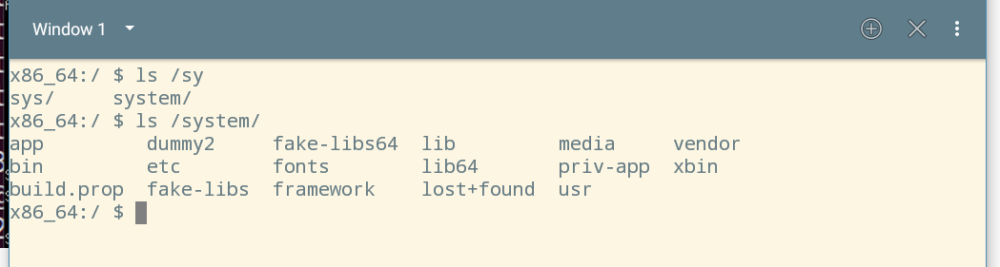 Window 1
x86_64:/ $ ls /sy
sys/     system/
x86_64:/ $ ls /system/
app         dummy2     fake-libs64  lib         media     vendor
bin         etc        fonts        lib64       priv-app  xbin
build.prop  fake-libs  framework    lost+found  usr
x86_64:/ $